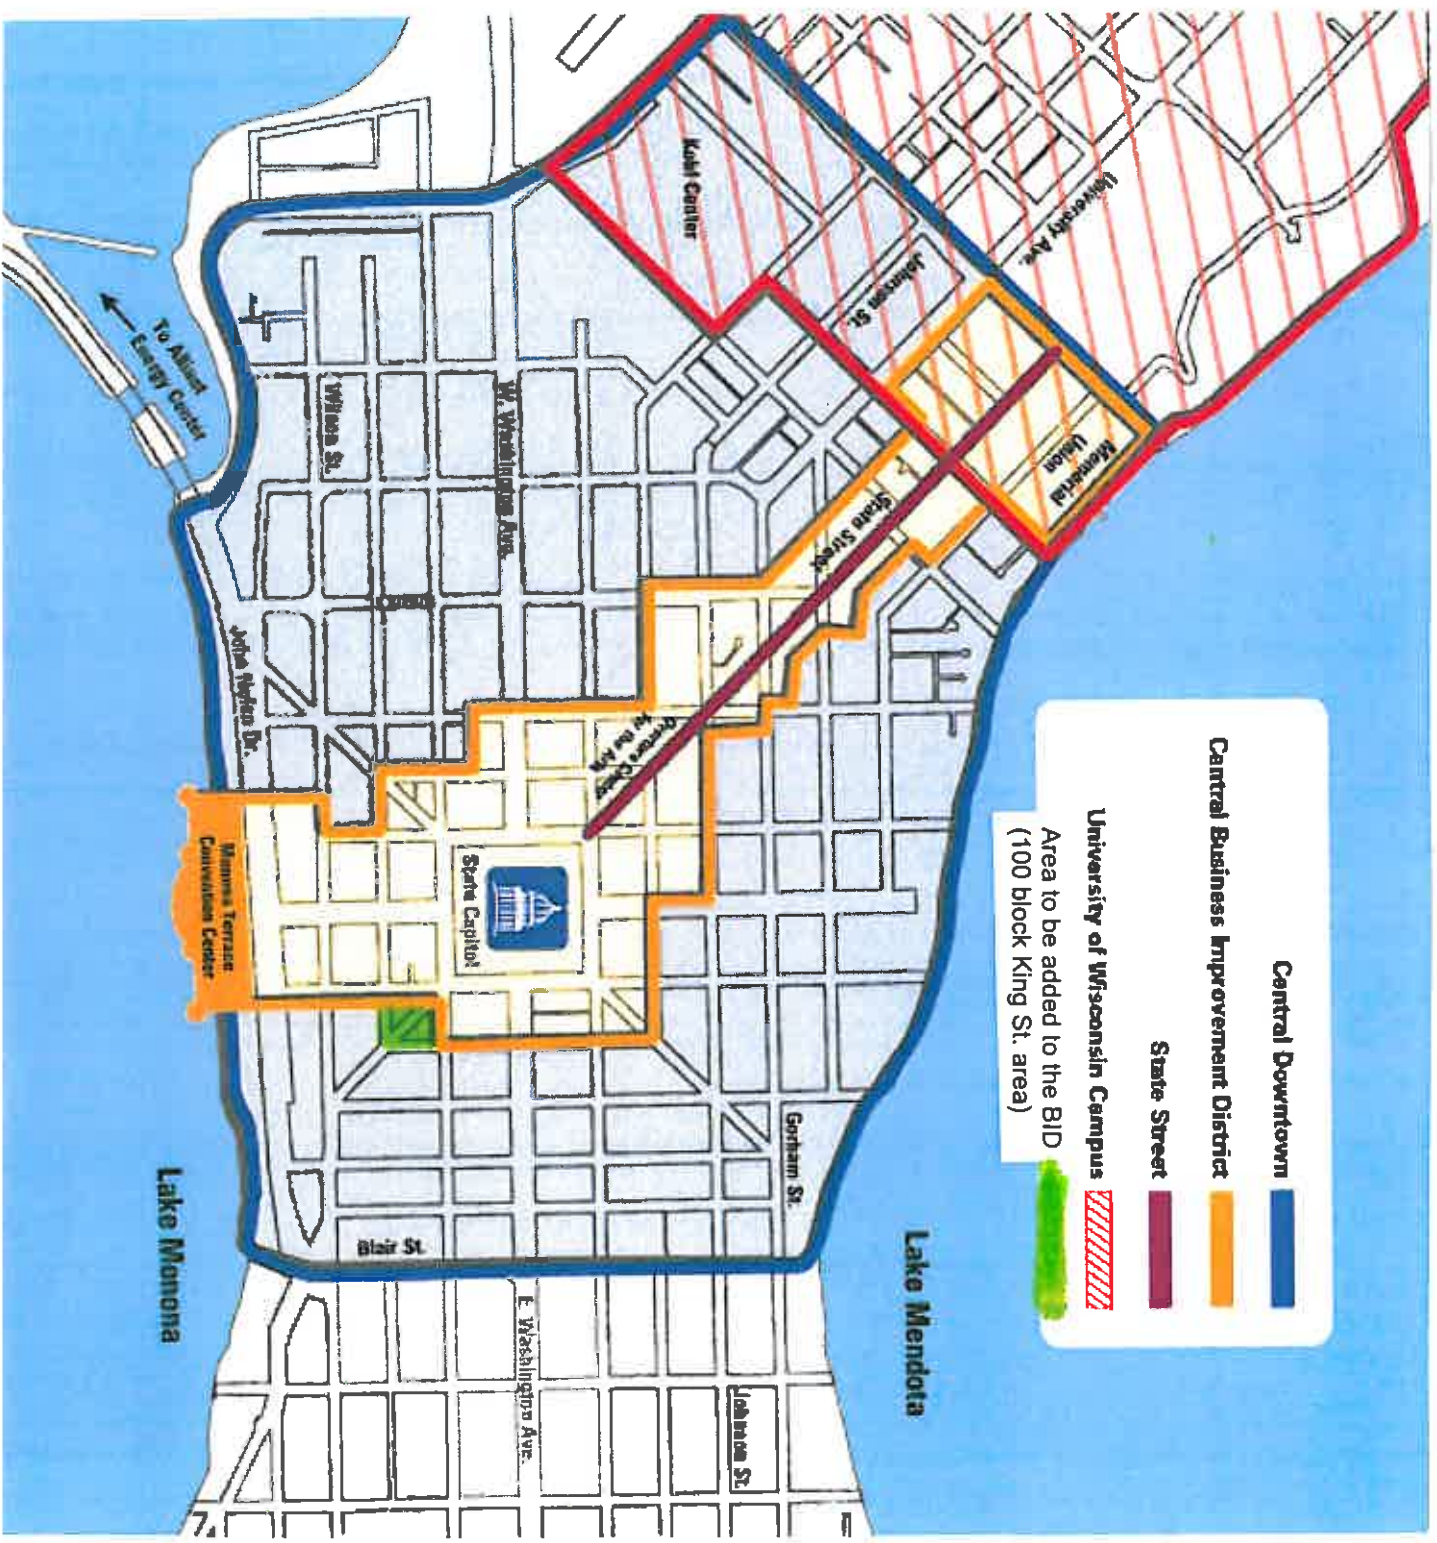 Central Downtown
Central Business Improvement District
State Street
University of Wisconsin Campus
Area to be added to the BID
(100 block King St. area)
Lake Mendota
Lake Monona
University Ave.
Memorial
Union
Kohl Center
Johnson St.
State Street
W. Washington Ave.
Wilson St.
To Alliant
Energy Center
John Nolen Dr.
Overture Center
for the Arts
State Capitol
Monona Terrace
Convention Center
Gorham St.
Blair St.
E. Washington Ave.
Johnson St.